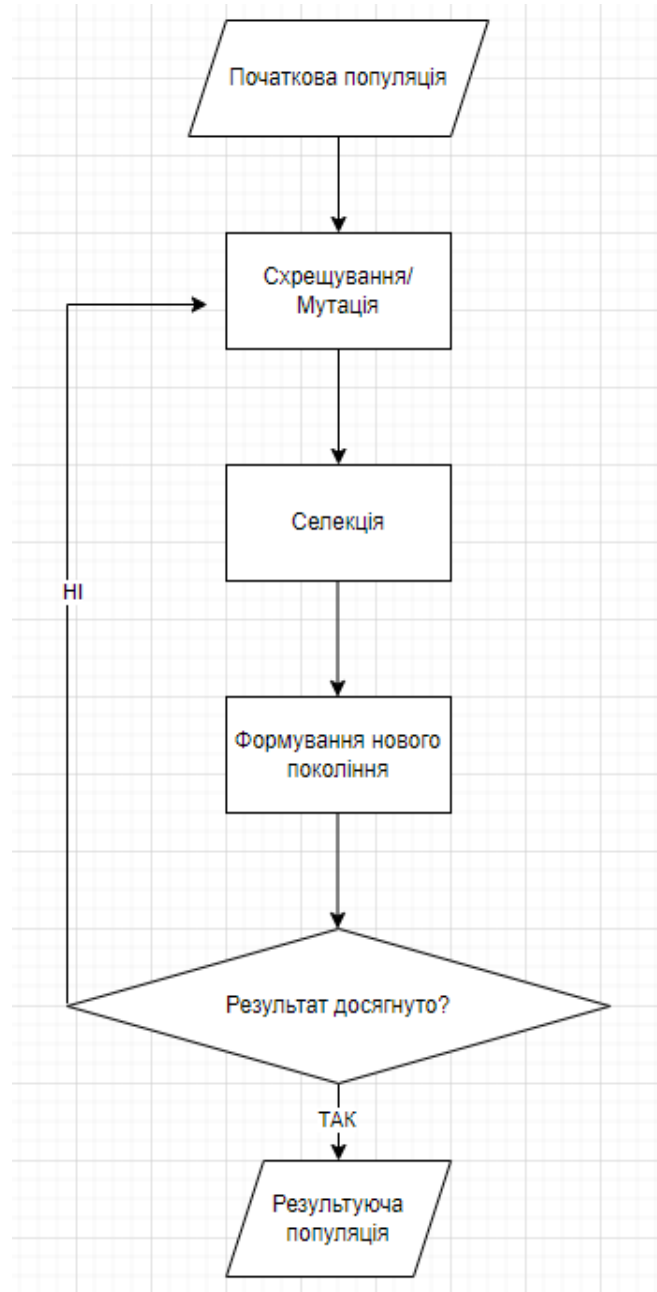 Початкова популяція
Схрещування/
Мутація
Селекція
НІ
Формування нового
покоління
Результат досягнуто?
ТАК
Результуюча
популяція